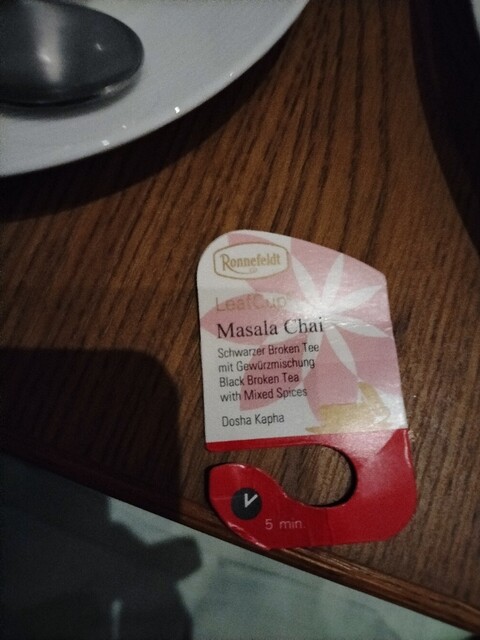 Ronnefeldt
LeafCup
Masala Chai
Schwarzer Broken Tee
mit Gewürzmischung
Black Broken Tea
with Mixed Spices
Dosha Kapha
5 min.